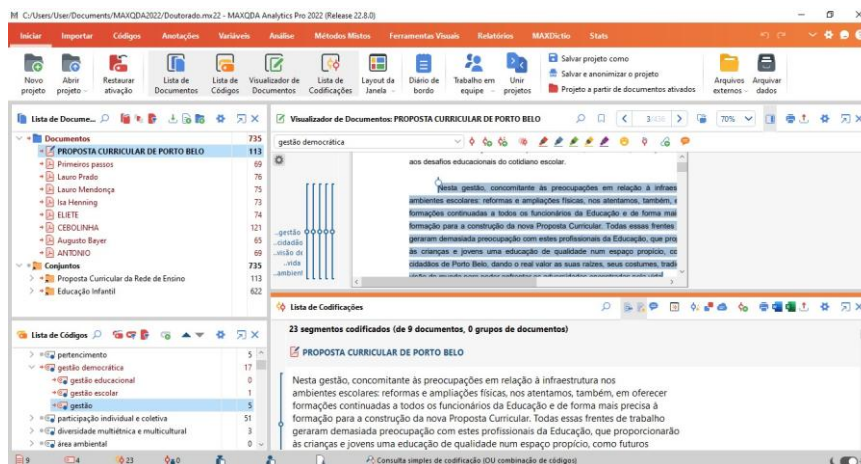 C:/Users/User/Documents/MAXQDA2022/Doutorado.mx22 - MAXQDA Analytics Pro 2022 (Release 22.8.0)
Iniciar Importar Códigos Anotações Variáveis Análise Métodos Mistos Ferramentas Visuais Relatórios MAXDictio Stats
Novo projeto
Abrir projeto
Restaurar ativação
Lista de Documentos
Lista de Códigos
Visualizador de Documentos
Lista de Codificações
Layout da Janela
Diário de bordo
Trabalho em equipe
Unir projetos
Salvar projeto como
Salvar e anonimizar o projeto
Projeto a partir de documentos ativados
Arquivos externos
Arquivar dados
Lista de Docume...
Documentos 735
PROPOSTA CURRICULAR DE PORTO BELO 113
Primeiros passos 69
Lauro Prado 76
Lauro Mendonça 75
Isa Henning 73
ELIETE 74
CEBOLINHA 121
Augusto Bayer 65
ANTONIO 69
Conjuntos 735
Proposta Curricular da Rede de Ensino 113
Educação Infantil 622
Lista de Códigos
pertencimento 5
gestão democrática 17
gestão educacional 0
gestão escolar 1
gestão 5
participação individual e coletiva 51
diversidade multiétnica e multicultural 3
área ambiental 0
Visualizador de Documentos: PROPOSTA CURRICULAR DE PORTO BELO
3
70%
gestão democrática
..gestão
..cidadão
..visão de
..vida
..ambient
aos desafios educacionais do cotidiano escolar.
Nesta gestão, concomitante às preocupações em relação à infraes
ambientes escolares: reformas e ampliações físicas, nos atentamos, também, e
formações continuadas a todos os funcionários da Educação e de forma mai
formação para a construção da nova Proposta Curricular. Todas essas frentes
geraram demasiada preocupação com estes profissionais da Educação, que pro
às crianças e jovens uma educação de qualidade num espaço propício, co
cidadãos de Porto Belo, dando o real valor as suas raízes, seus costumes, tradi
Lista de Codificações
23 segmentos codificados (de 9 documentos, 0 grupos de documentos)
PROPOSTA CURRICULAR DE PORTO BELO
Nesta gestão, concomitante às preocupações em relação à infraestrutura nos
ambientes escolares: reformas e ampliações físicas, nos atentamos, também, em oferecer
formações continuadas a todos os funcionários da Educação e de forma mais precisa à
formação para a construção da nova Proposta Curricular. Todas essas frentes de trabalho
geraram demasiada preocupação com estes profissionais da Educação, que proporcionarão
às crianças e jovens uma educação de qualidade num espaço propício, como futuros
9 4 23 0
Consulta simples de codificação (OU combinação de códigos)